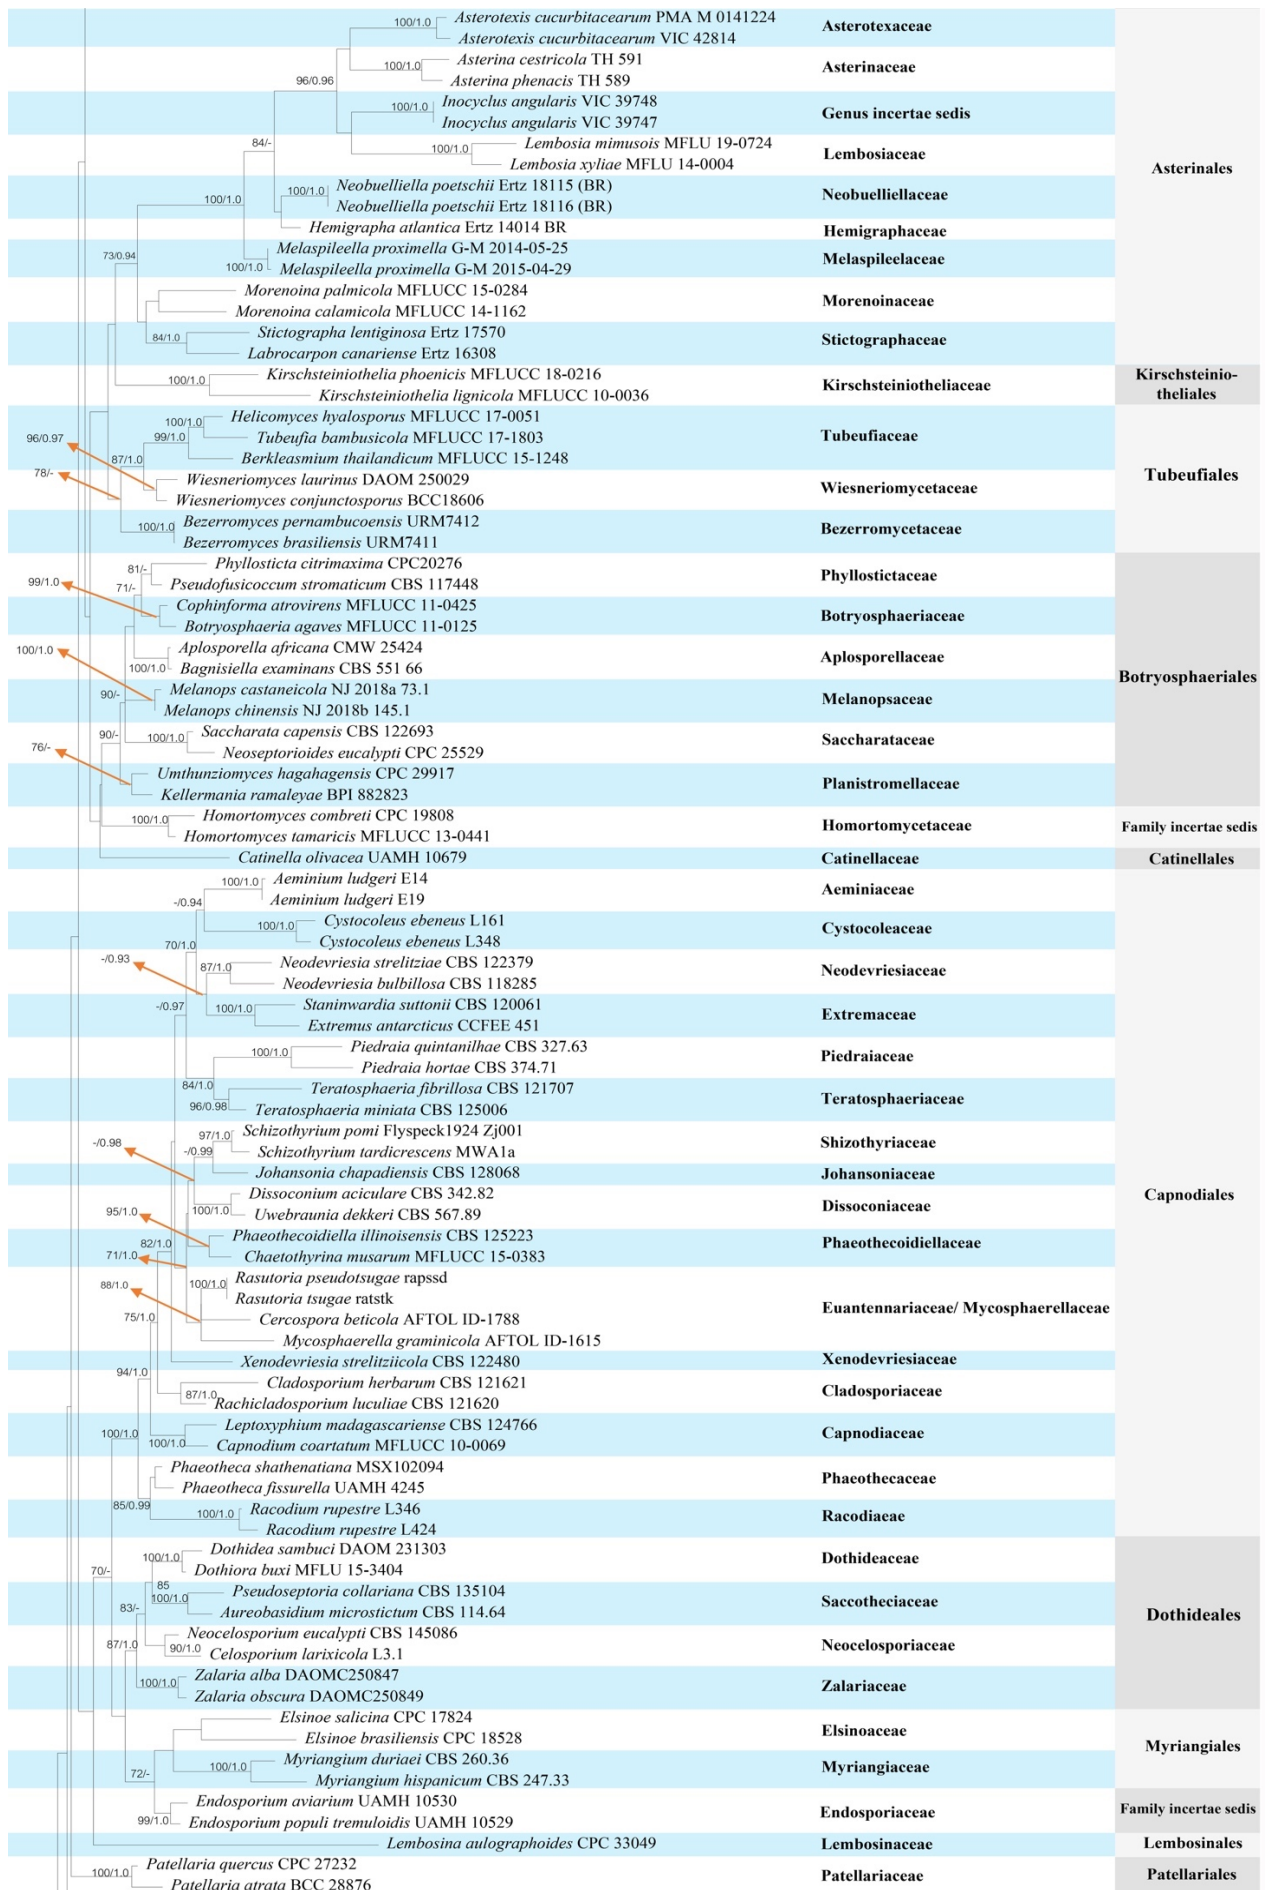 100/1.0
Asterotexis cucurbitacearum PMA M 0141224
Asterotexis cucurbitacearum VIC 42814
Asterotexaceae
100/1.0
Asterina cestricola TH 591
Asterina phenacis TH 589
Asterinaceae
96/0.96
100/1.0
Inocyclus angularis VIC 39748
Inocyclus angularis VIC 39747
Genus incertae sedis
100/1.0
Lembosia mimusois MFLU 19-0724
Lembosia xyliae MFLU 14-0004
Lembosiaceae
84/-
Asterinales
100/1.0
Neobuelliella poetschii Ertz 18115 (BR)
Neobuelliella poetschii Ertz 18116 (BR)
Neobuelliellaceae
100/1.0
Hemigrapha atlantica Ertz 14014 BR
Hemigraphaceae
Melaspileella proximella G-M 2014-05-25
100/1.0
Melaspileella proximella G-M 2015-04-29
Melaspileelaceae
73/0.94
Morenoina palmicola MFLUCC 15-0284
Morenoina calamicola MFLUCC 14-1162
Morenoinaceae
84/1.0
Stictographa lentiginosa Ertz 17570
Labrocarpon canariense Ertz 16308
Stictographaceae
100/1.0
Kirschsteiniothelia phoenicis MFLUCC 18-0216
Kirschsteiniothelia lignicola MFLUCC 10-0036
Kirschsteiniotheliaceae
Kirschsteinio-
theliales
100/1.0
Helicomyces hyalosporus MFLUCC 17-0051
99/1.0
Tubeufia bambusicola MFLUCC 17-1803
Berkleasmium thailandicum MFLUCC 15-1248
Tubeufiaceae
96/0.97
87/1.0
78/-
Wiesneriomyces laurinus DAOM 250029
Wiesneriomyces conjunctosporus BCC18606
Wiesneriomycetaceae
Tubeufiales
100/1.0
Bezerromyces pernambucoensis URM7412
Bezerromyces brasiliensis URM7411
Bezerromycetaceae
81/-
Phyllosticta citrimaxima CPC20276
Pseudofusicoccum stromaticum CBS 117448
Phyllostictaceae
99/1.0
71/-
Cophinforma atrovirens MFLUCC 11-0425
Botryosphaeria agaves MFLUCC 11-0125
Botryosphaeriaceae
100/1.0
Aplosporella africana CMW 25424
100/1.0
Bagnisiella examinans CBS 551 66
Aplosporellaceae
Botryosphaeriales
90/-
Melanops castaneicola NJ 2018a 73.1
Melanops chinensis NJ 2018b 145.1
Melanopsaceae
90/-
100/1.0
Saccharata capensis CBS 122693
Neoseptorioides eucalypti CPC 25529
Saccharataceae
76/-
Umthunziomyces hagahagensis CPC 29917
Kellermania ramaleyae BPI 882823
Planistromellaceae
100/1.0
Homortomyces combreti CPC 19808
Homortomyces tamaricis MFLUCC 13-0441
Homortomycetaceae
Family incertae sedis
Catinella olivacea UAMH 10679
Catinellaceae
Catinellales
100/1.0
Aeminium ludgeri E14
Aeminium ludgeri E19
Aeminiaceae
-/0.94
100/1.0
Cystocoleus ebeneus L161
Cystocoleus ebeneus L348
Cystocoleaceae
70/1.0
-/0.93
87/1.0
Neodevriesia strelitziae CBS 122379
Neodevriesia bulbillosa CBS 118285
Neodevriesiaceae
-/0.97
100/1.0
Staninwardia suttonii CBS 120061
Extremus antarcticus CCFEE 451
Extremaceae
100/1.0
Piedraia quintanilhae CBS 327.63
Piedraia hortae CBS 374.71
Piedraiaceae
84/1.0
96/0.98
Teratosphaeria fibrillosa CBS 121707
Teratosphaeria miniata CBS 125006
Teratosphaeriaceae
-/0.98
97/1.0
Schizothyrium pomi Flyspeck1924 Zj001
-/0.99
Schizothyrium tardicrescens MWA1a
Shizothyriaceae
Johansonia chapadiensis CBS 128068
Johansoniaceae
Capnodiales
95/1.0
100/1.0
Dissoconium aciculare CBS 342.82
Uwebraunia dekkeri CBS 567.89
Dissoconiaceae
82/1.0
71/1.0
Phaeothecoidiella illinoisensis CBS 125223
Chaetothyrina musarum MFLUCC 15-0383
Phaeothecoidiellaceae
88/1.0
100/1.0
Rasutoria pseudotsugae rapssd
Rasutoria tsugae ratstk
Cercospora beticola AFTOL ID-1788
Mycosphaerella graminicola AFTOL ID-1615
Euantennariaceae/ Mycosphaerellaceae
75/1.0
Xenodevriesia strelitziicola CBS 122480
Xenodevriesiaceae
94/1.0
87/1.0
Cladosporium herbarum CBS 121621
Rachicladosporium luculiae CBS 121620
Cladosporiaceae
100/1.0
100/1.0
Leptoxyphium madagascariense CBS 124766
Capnodium coartatum MFLUCC 10-0069
Capnodiaceae
Phaeotheca shathenatiana MSX102094
Phaeotheca fissurella UAMH 4245
Phaeothecaceae
85/0.99
100/1.0
Racodium rupestre L346
Racodium rupestre L424
Racodiaeae
70/-
100/1.0
Dothidea sambuci DAOM 231303
Dothiora buxi MFLU 15-3404
Dothideaceae
85
100/1.0
Pseudoseptoria collariana CBS 135104
Aureobasidium microstictum CBS 114.64
Saccotheciaceae
Dothideales
83/-
87/1.0
90/1.0
Neocelosporium eucalypti CBS 145086
Celosporium larixicola L3.1
Neocelosporiaceae
100/1.0
Zalaria alba DAOMC250847
Zalaria obscura DAOMC250849
Zalariaceae
Elsinoe salicina CPC 17824
Elsinoe brasiliensis CPC 18528
Elsinoaceae
Myriangiales
72/-
100/1.0
Myriangium duriaei CBS 260.36
Myriangium hispanicum CBS 247.33
Myriangiaceae
99/1.0
Endosporium aviarium UAMH 10530
Endosporium populi tremuloidis UAMH 10529
Endosporiaceae
Family incertae sedis
Lembosina aulographoides CPC 33049
Lembosinaceae
Lembosinales
100/1.0
Patellaria quercus CPC 27232
Patellaria atrata BCC 28876
Patellariaceae
Patellariales